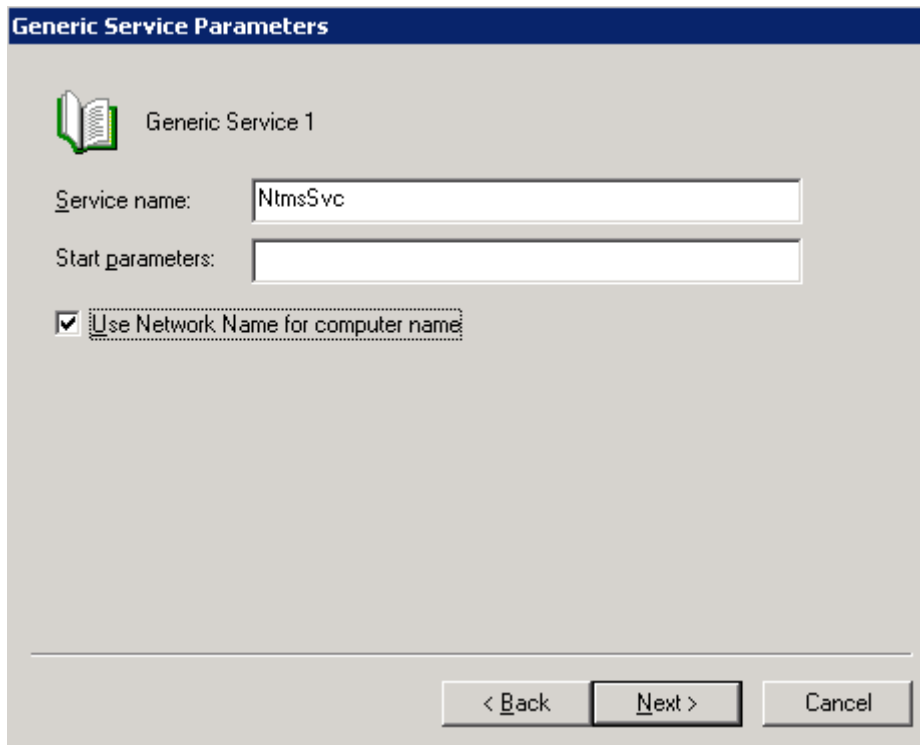 Generic Service Parameters
Generic Service 1
Service name: NtmsSvc
Start parameters:
Use Network Name for computer name
< Back Next > Cancel